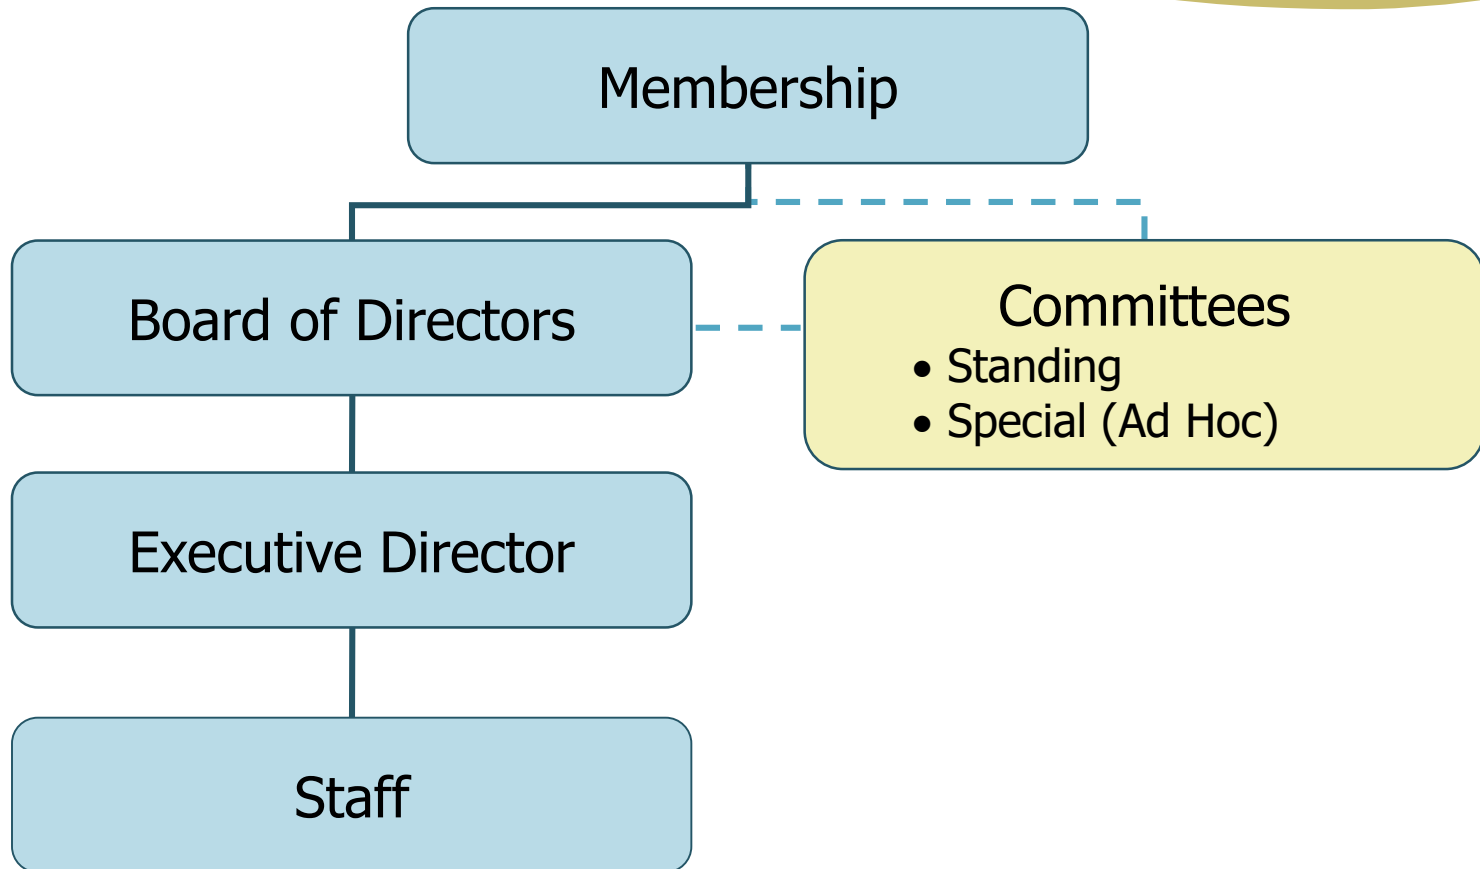 Membership
Board of Directors
Committees
• Standing
• Special (Ad Hoc)
Executive Director
Staff